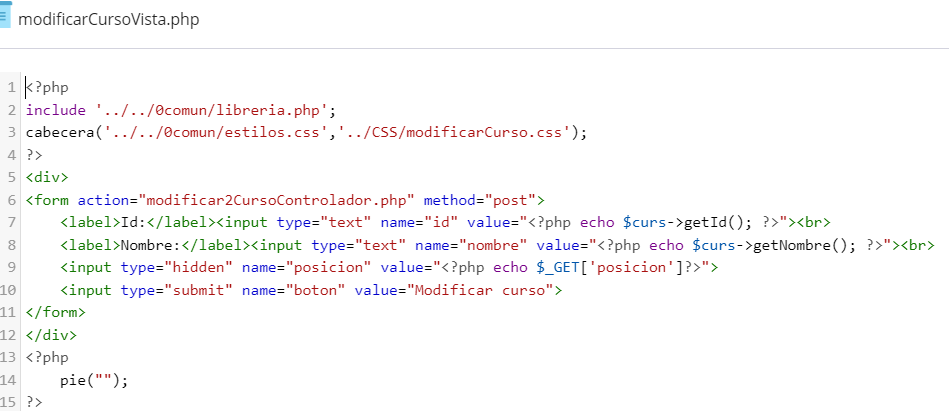 modificarCursoVista.php
1 <?php
2 include '../../0comun/libreria.php';
3 cabecera('../../0comun/estilos.css','../CSS/modificarCurso.css');
4 ?>
5 <div>
6 <form action="modificar2CursoControlador.php" method="post">
7     <label>Id:</label><input type="text" name="id" value="<?php echo $curs->getId(); ?>"><br>
8     <label>Nombre:</label><input type="text" name="nombre" value="<?php echo $curs->getNombre(); ?>"><br>
9     <input type="hidden" name="posicion" value="<?php echo $_GET['posicion']?>">
10     <input type="submit" name="boton" value="Modificar curso">
11 </form>
12 </div>
13 <?php
14     pie("");
15 ?>